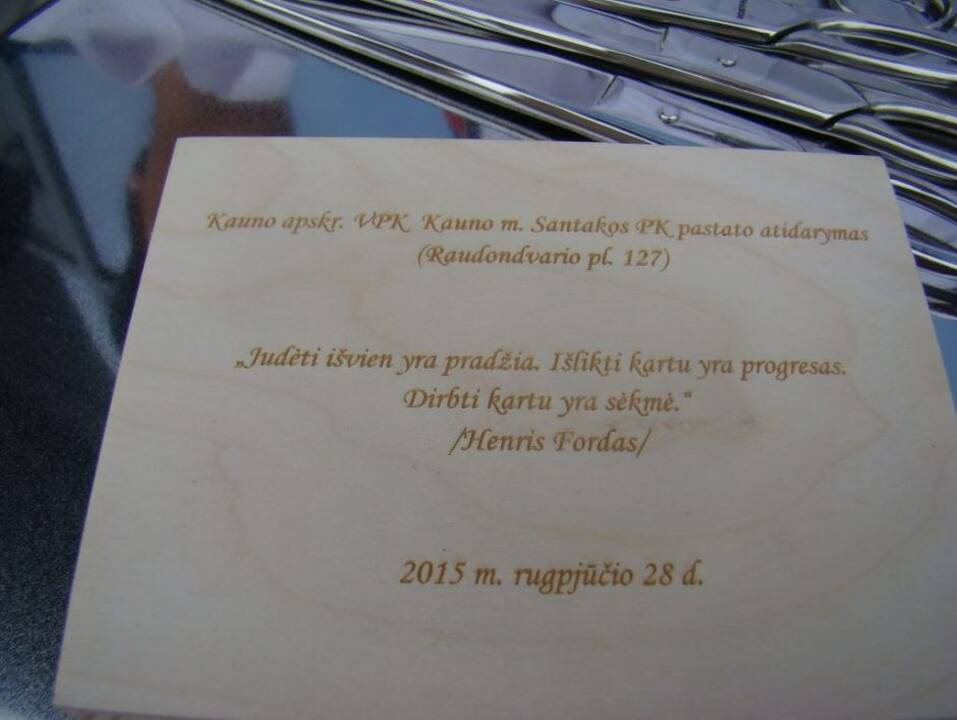 Kauno apskr. VPK Kauno m. Santakos PK pastato atidarymas
(Raudondvario pl. 127)
„Judėti išvien yra pradžia. Išlikti kartu yra progresas.
Dirbti kartu yra sėkmė.“
/Henris Fordas/
2015 m. rugpjūčio 28 d.